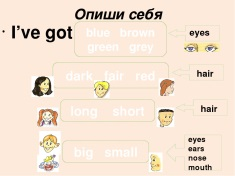 Опиши себя
• I've got
blue brown
green grey
eyes
dark fair red
hair
long short
hair
big small
eyes
ears
nose
mouth